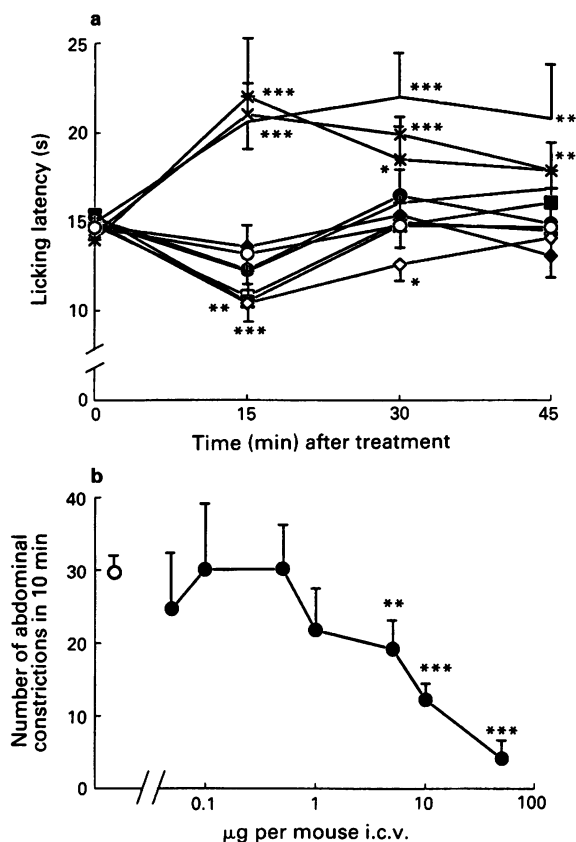 a
25
20
15
10
0
Licking latency (s)
***
***
***
***
**
**
*
**
***
*
0 15 30 45
Time (min) after treatment
b
40
30
20
10
0
Number of abdominal
constrictions in 10 min
**
***
***
0.1 1 10 100
μg per mouse i.c.v.